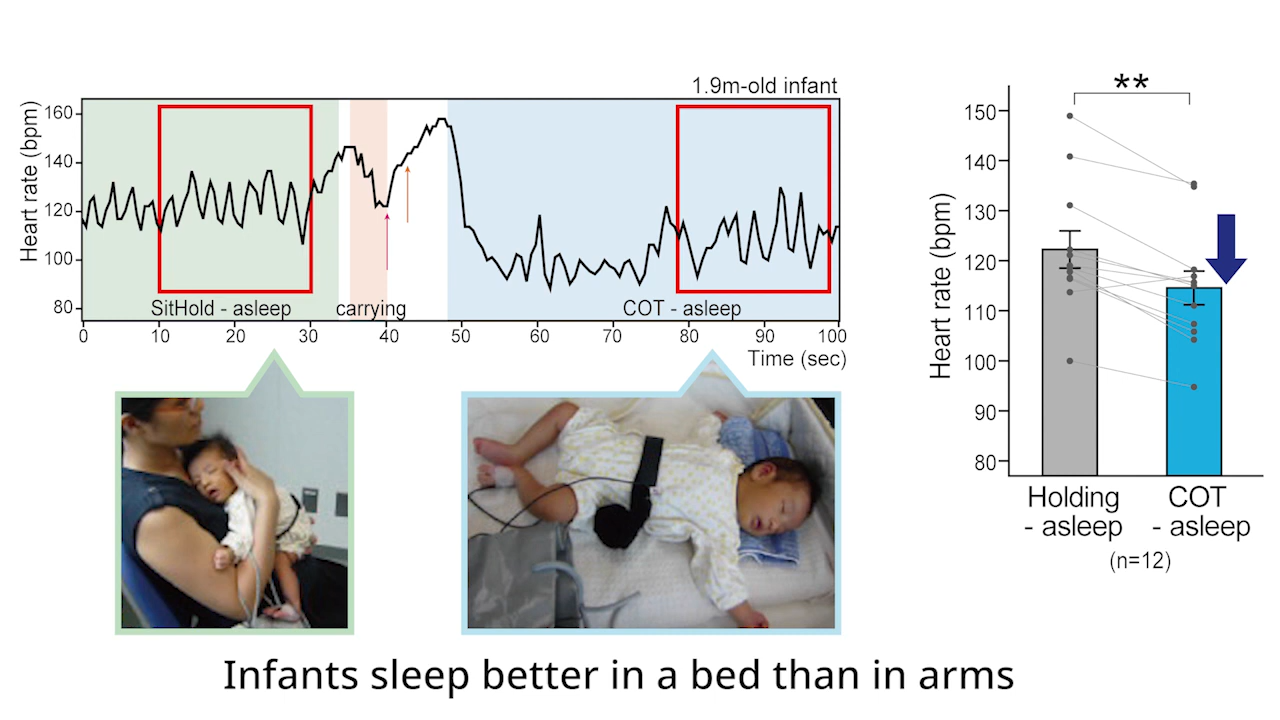 1.9m-old infant
Heart rate (bpm)
160
140
120
100
80
SitHold - asleep
carrying
COT - asleep
0
10
20
30
40
50
60
70
80
90
100
Time (sec)
**
Heart rate (bpm)
150
140
130
120
110
100
90
80
Holding
- asleep
COT
- asleep
(n=12)
Infants sleep better in a bed than in arms